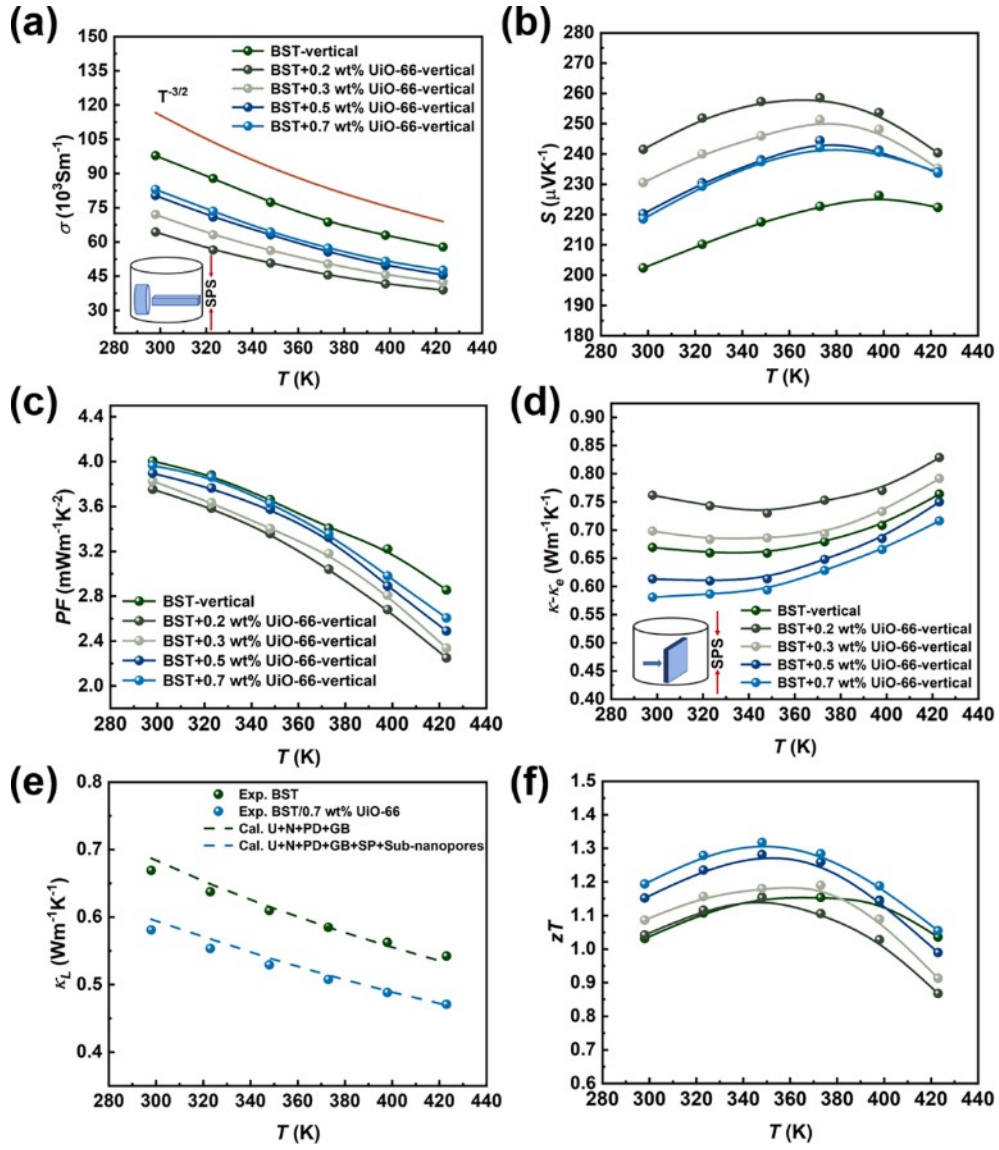 (a)
150
135
120
105
90
75
60
45
30
σ (10³Sm⁻¹)
BST-vertical
BST+0.2 wt% UiO-66-vertical
BST+0.3 wt% UiO-66-vertical
BST+0.5 wt% UiO-66-vertical
BST+0.7 wt% UiO-66-vertical
T⁻³/²
SPS
280 300 320 340 360 380 400 420 440
T (K)
(b)
280
270
260
250
240
230
220
210
200
190
180
S (μVK⁻¹)
280 300 320 340 360 380 400 420 440
T (K)
(c)
4.4
4.0
3.6
3.2
2.8
2.4
2.0
PF (mWm⁻¹K⁻²)
BST-vertical
BST+0.2 wt% UiO-66-vertical
BST+0.3 wt% UiO-66-vertical
BST+0.5 wt% UiO-66-vertical
BST+0.7 wt% UiO-66-vertical
280 300 320 340 360 380 400 420 440
T (K)
(d)
0.90
0.85
0.80
0.75
0.70
0.65
0.60
0.55
0.50
0.45
0.40
κ-κe (Wm⁻¹K⁻¹)
SPS
BST-vertical
BST+0.2 wt% UiO-66-vertical
BST+0.3 wt% UiO-66-vertical
BST+0.5 wt% UiO-66-vertical
BST+0.7 wt% UiO-66-vertical
280 300 320 340 360 380 400 420 440
T (K)
(e)
0.8
0.7
0.6
0.5
0.4
κL (Wm⁻¹K⁻¹)
Exp. BST
Exp. BST/0.7 wt% UiO-66
Cal. U+N+PD+GB
Cal. U+N+PD+GB+SP+Sub-nanopores
280 300 320 340 360 380 400 420 440
T (K)
(f)
1.5
1.4
1.3
1.2
1.1
1.0
0.9
0.8
0.7
0.6
zT
280 300 320 340 360 380 400 420 440
T (K)